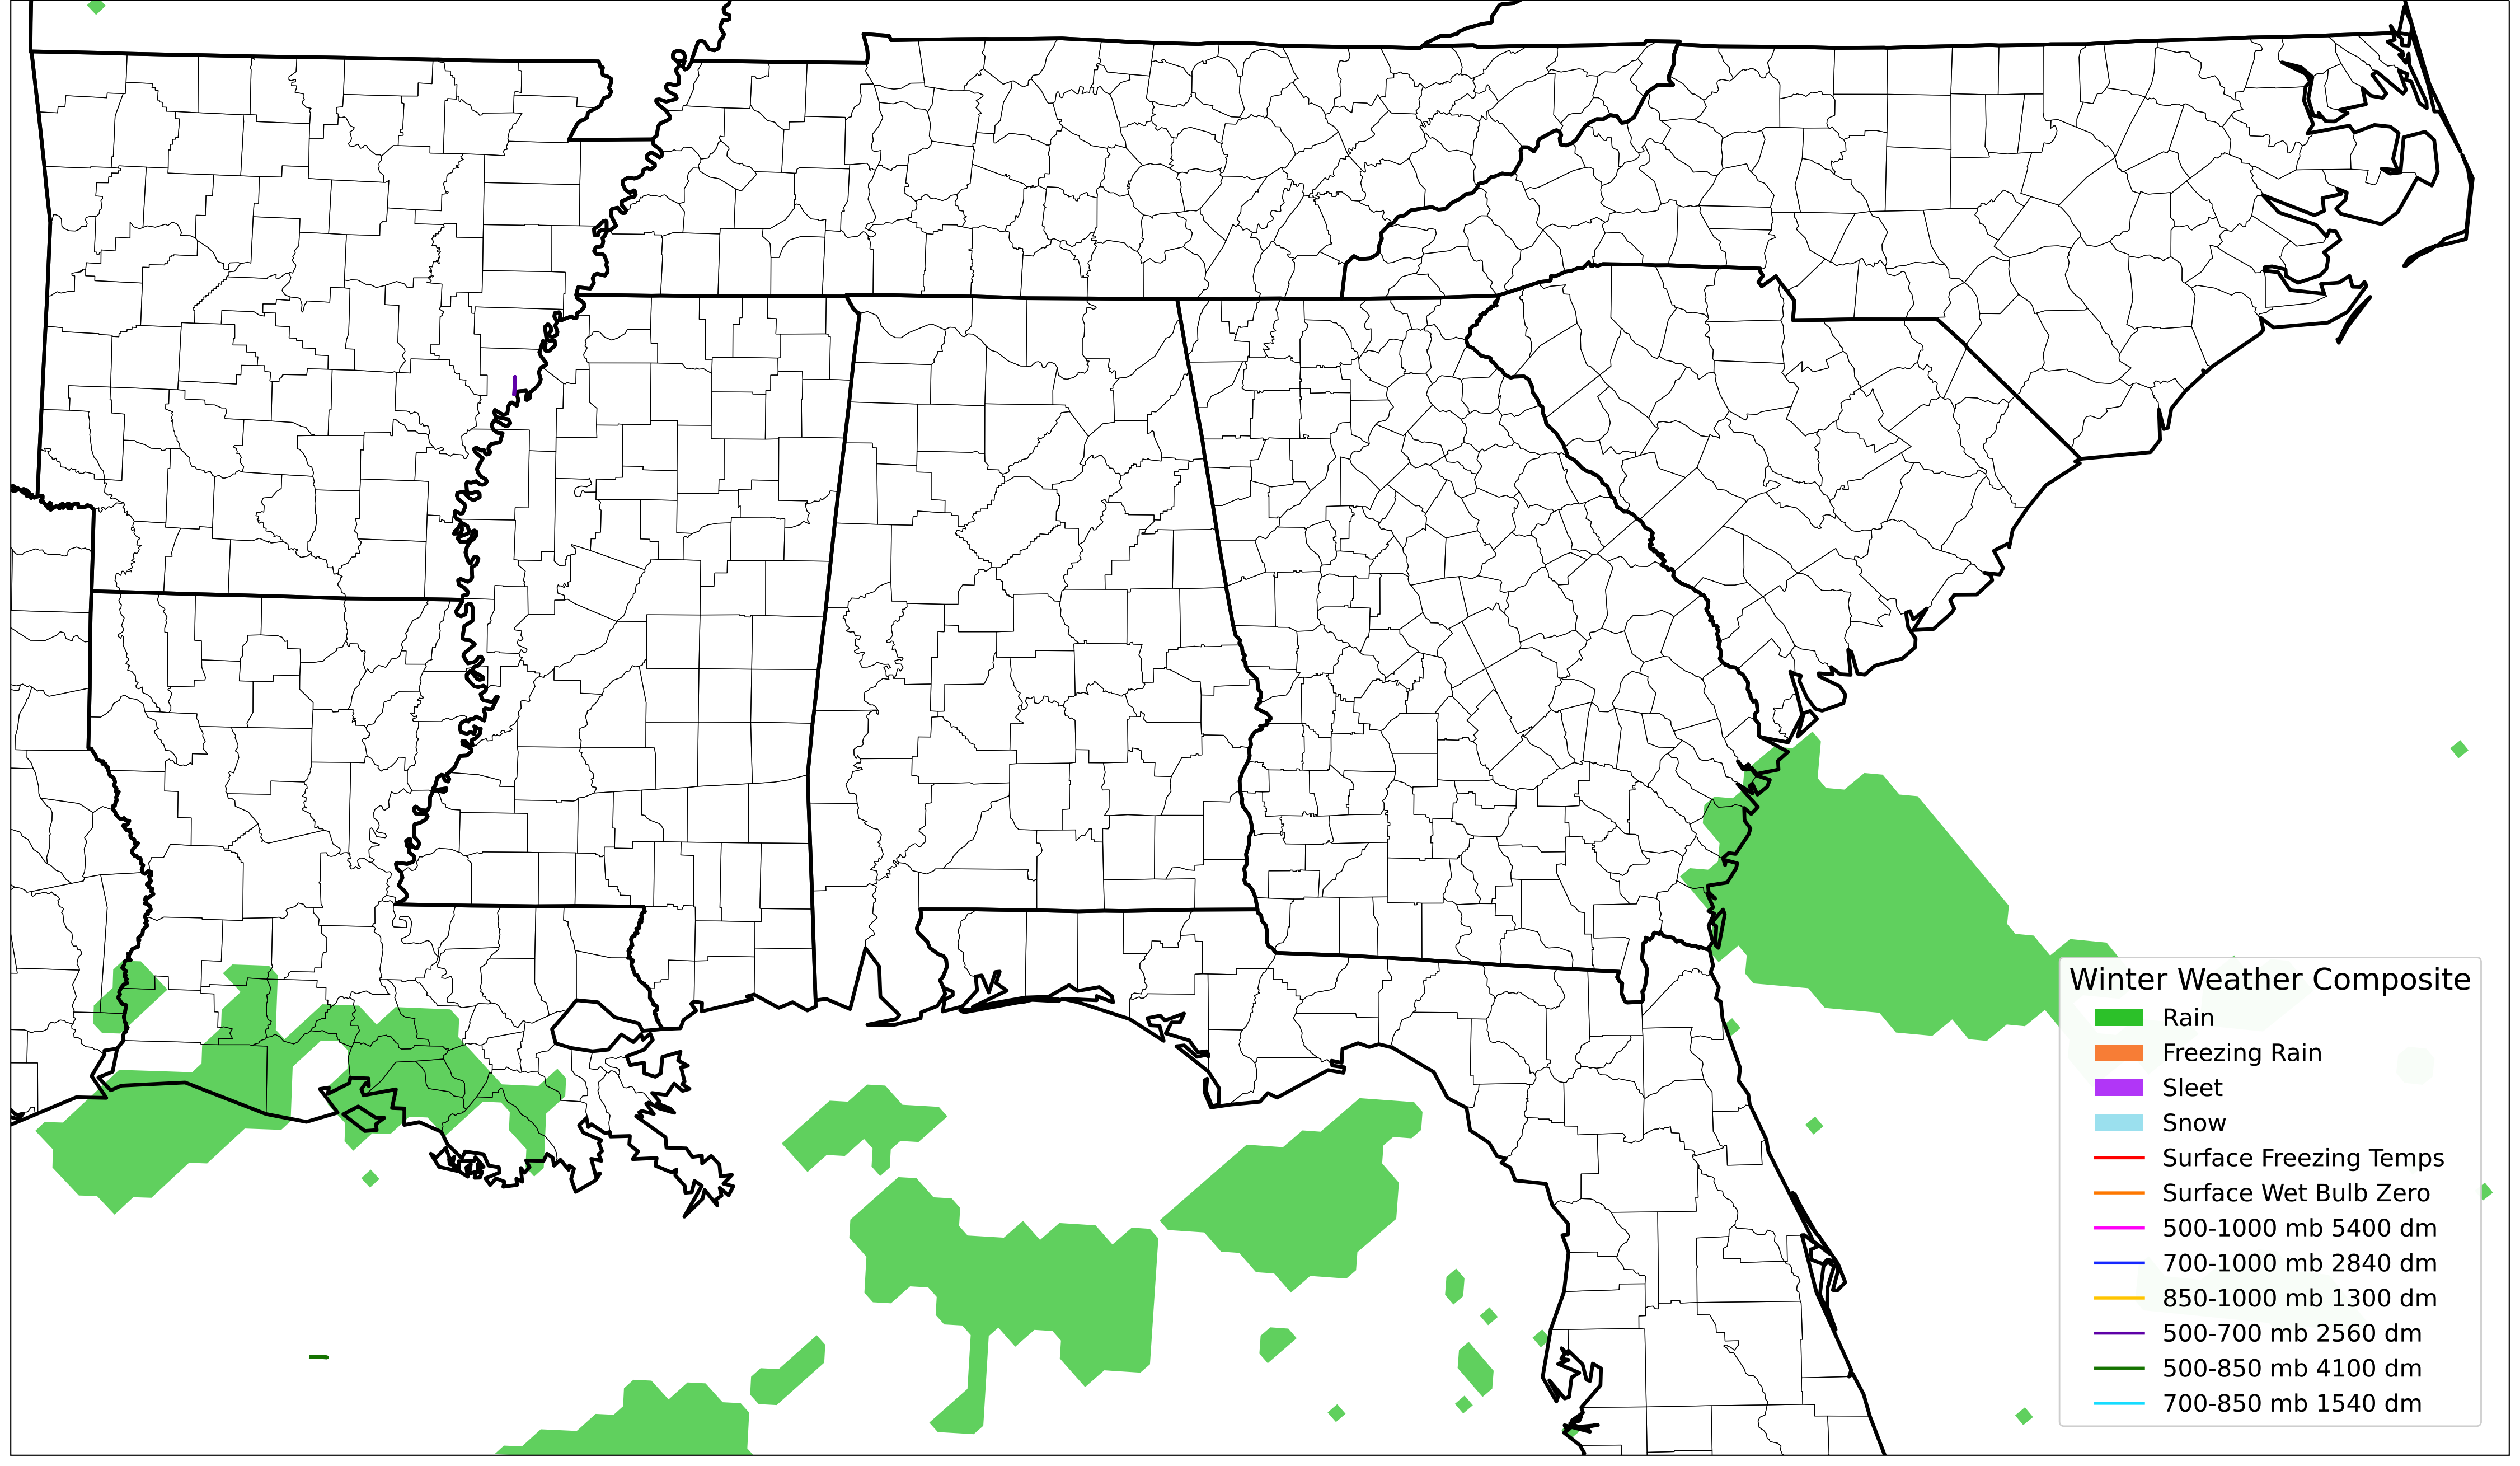 Winter Weather Composite
Rain
Freezing Rain
Sleet
Snow
Surface Freezing Temps
Surface Wet Bulb Zero
500-1000 mb 5400 dm
700-1000 mb 2840 dm
850-1000 mb 1300 dm
500-700 mb 2560 dm
500-850 mb 4100 dm
700-850 mb 1540 dm